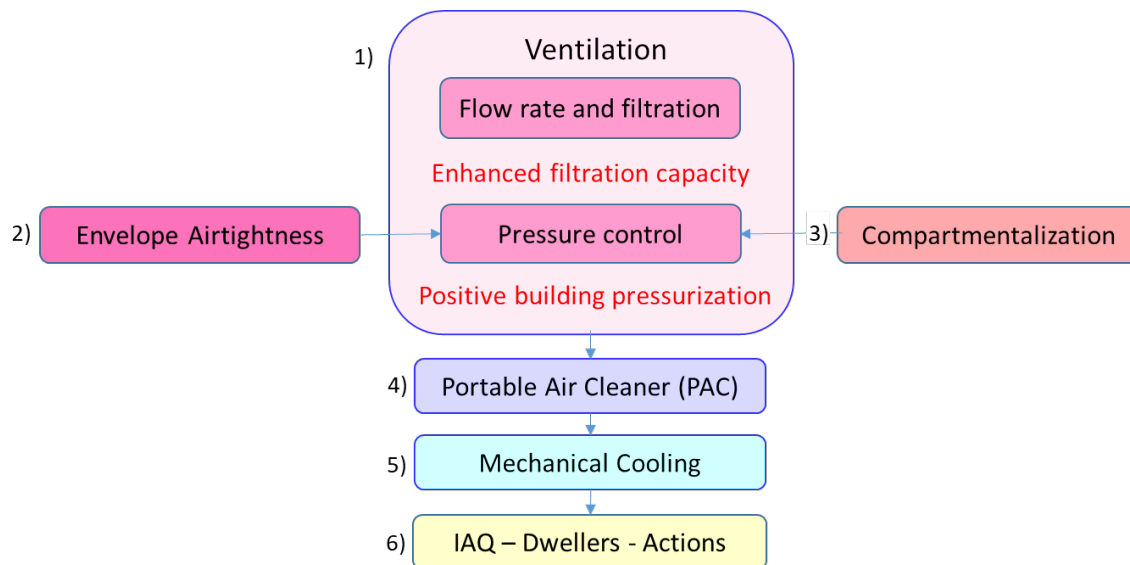 1)
Ventilation
Flow rate and filtration
Enhanced filtration capacity
2)
Envelope Airtightness
Pressure control
3)
Compartmentalization
Positive building pressurization
4)
Portable Air Cleaner (PAC)
5)
Mechanical Cooling
6)
IAQ – Dwellers - Actions